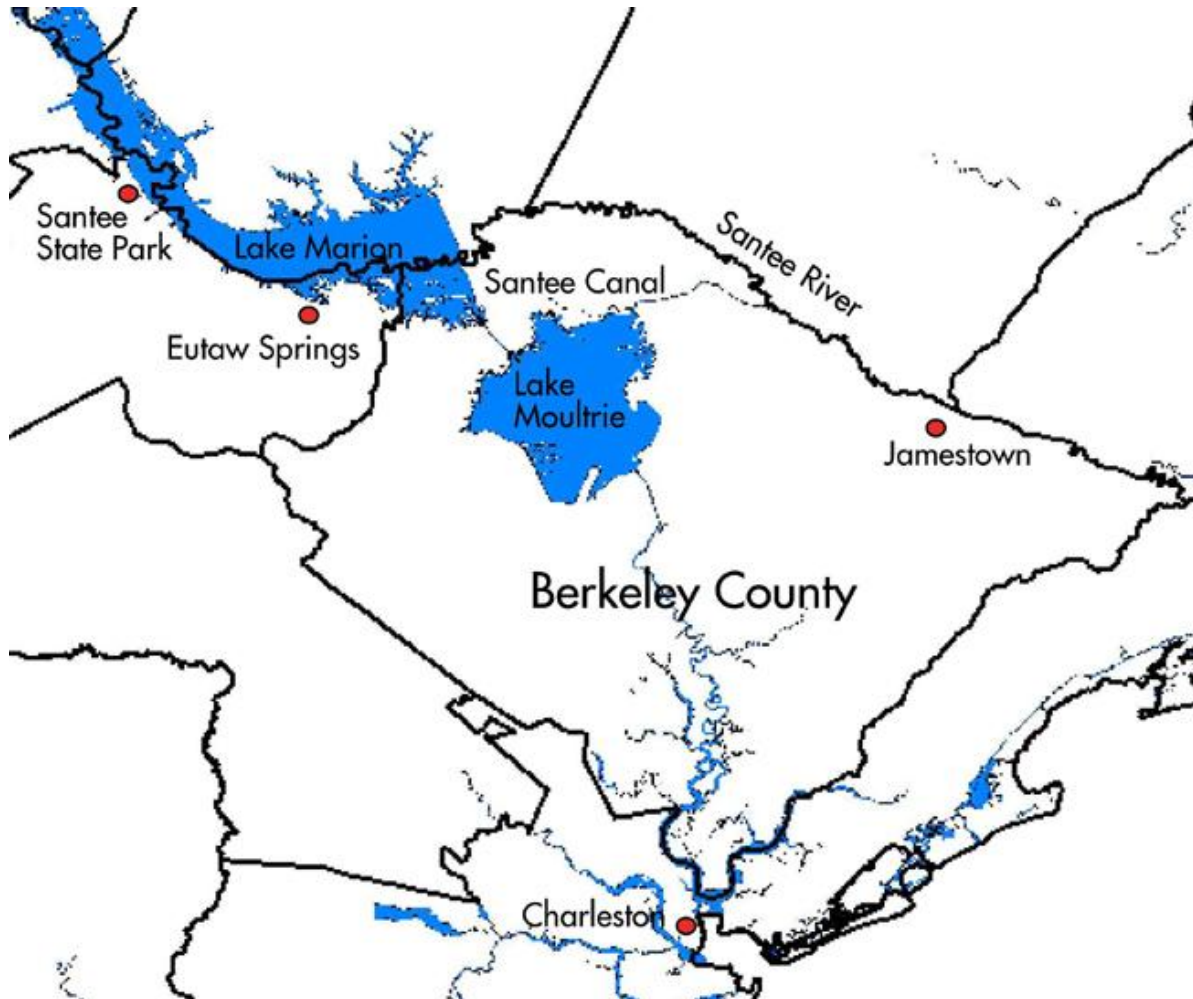 Santee
State Park
Lake Marion
Santee River
Santee Canal
Eutaw Springs
Lake
Moultrie
Jamestown
Berkeley County
Charleston